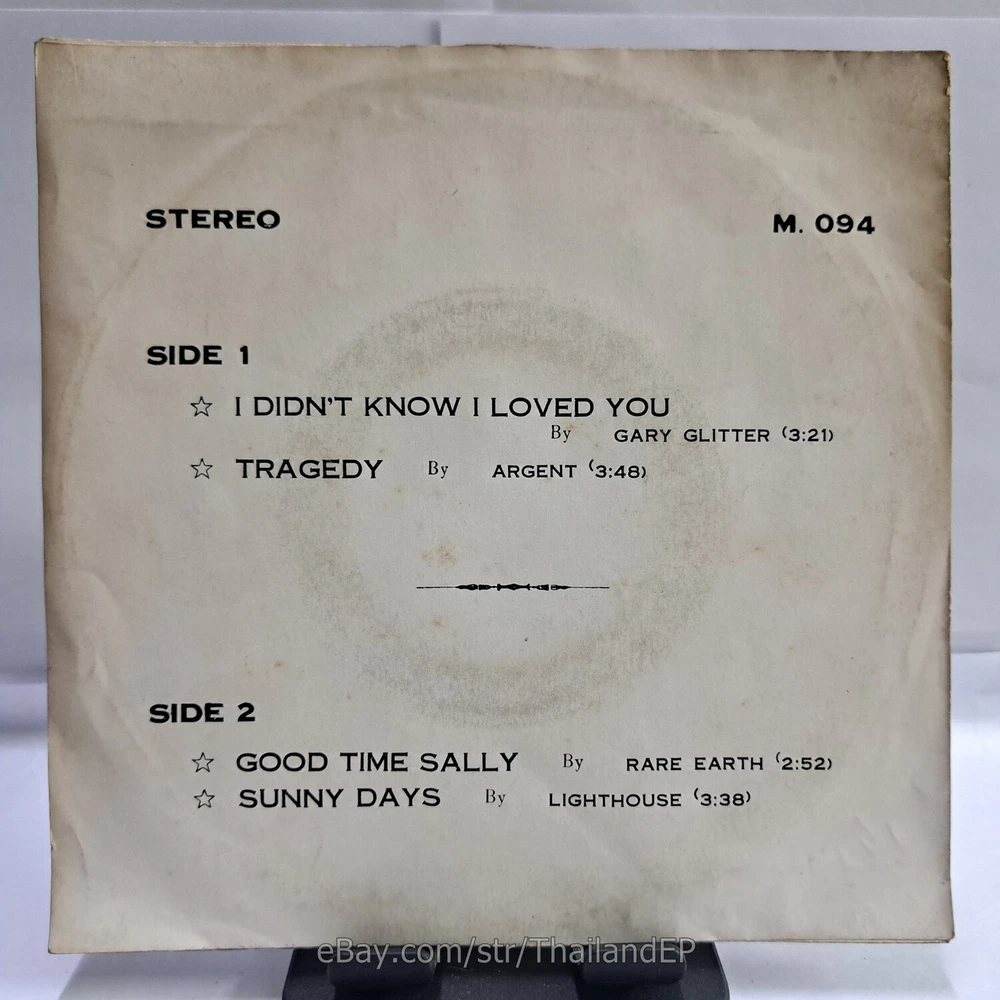 STEREO M. 094
SIDE 1
☆ I DIDN'T KNOW I LOVED YOU
By GARY GLITTER (3:21)
☆ TRAGEDY By ARGENT (3:48)
SIDE 2
☆ GOOD TIME SALLY By RARE EARTH (2:52)
☆ SUNNY DAYS By LIGHTHOUSE (3:38)
eBay.com/str/ThailandEP